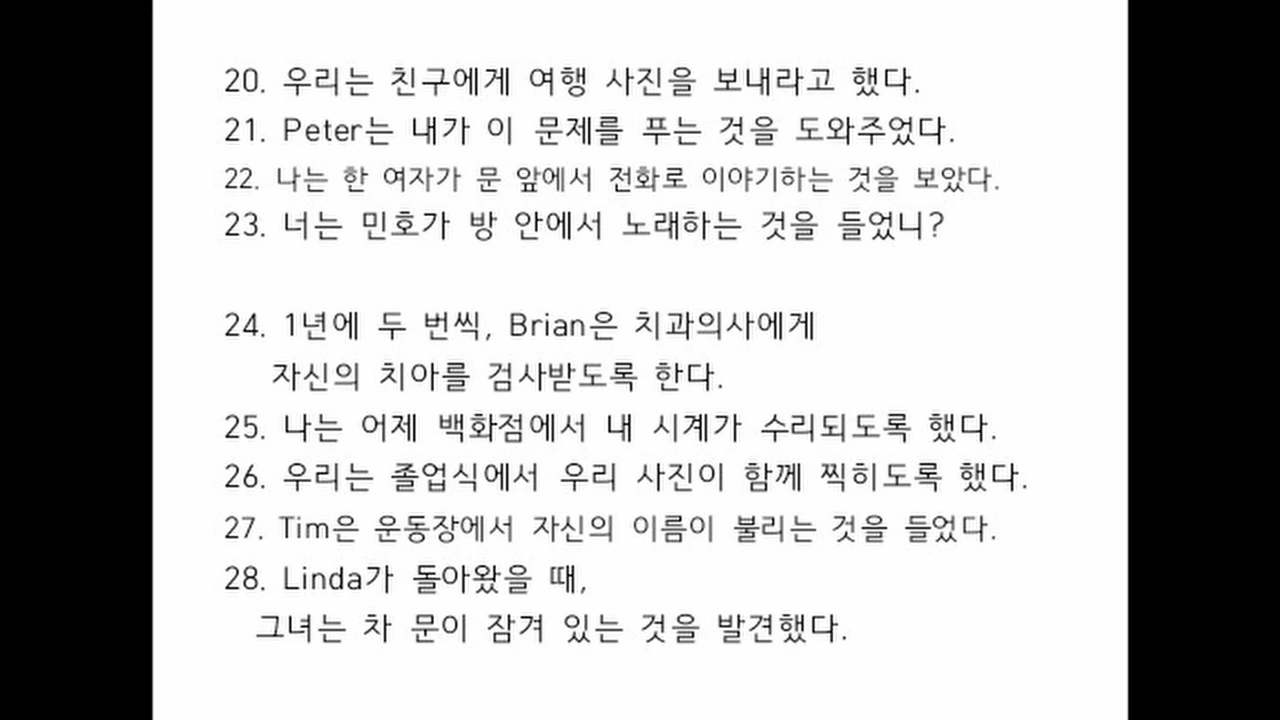 20. 우리는 친구에게 여행 사진을 보내라고 했다.
21. Peter는 내가 이 문제를 푸는 것을 도와주었다.
22. 나는 한 여자가 문 앞에서 전화로 이야기하는 것을 보았다.
23. 너는 민호가 방 안에서 노래하는 것을 들었니?
24. 1년에 두 번씩, Brian은 치과의사에게
자신의 치아를 검사받도록 한다.
25. 나는 어제 백화점에서 내 시계가 수리되도록 했다.
26. 우리는 졸업식에서 우리 사진이 함께 찍히도록 했다.
27. Tim은 운동장에서 자신의 이름이 불리는 것을 들었다.
28. Linda가 돌아왔을 때,
그녀는 차 문이 잠겨 있는 것을 발견했다.